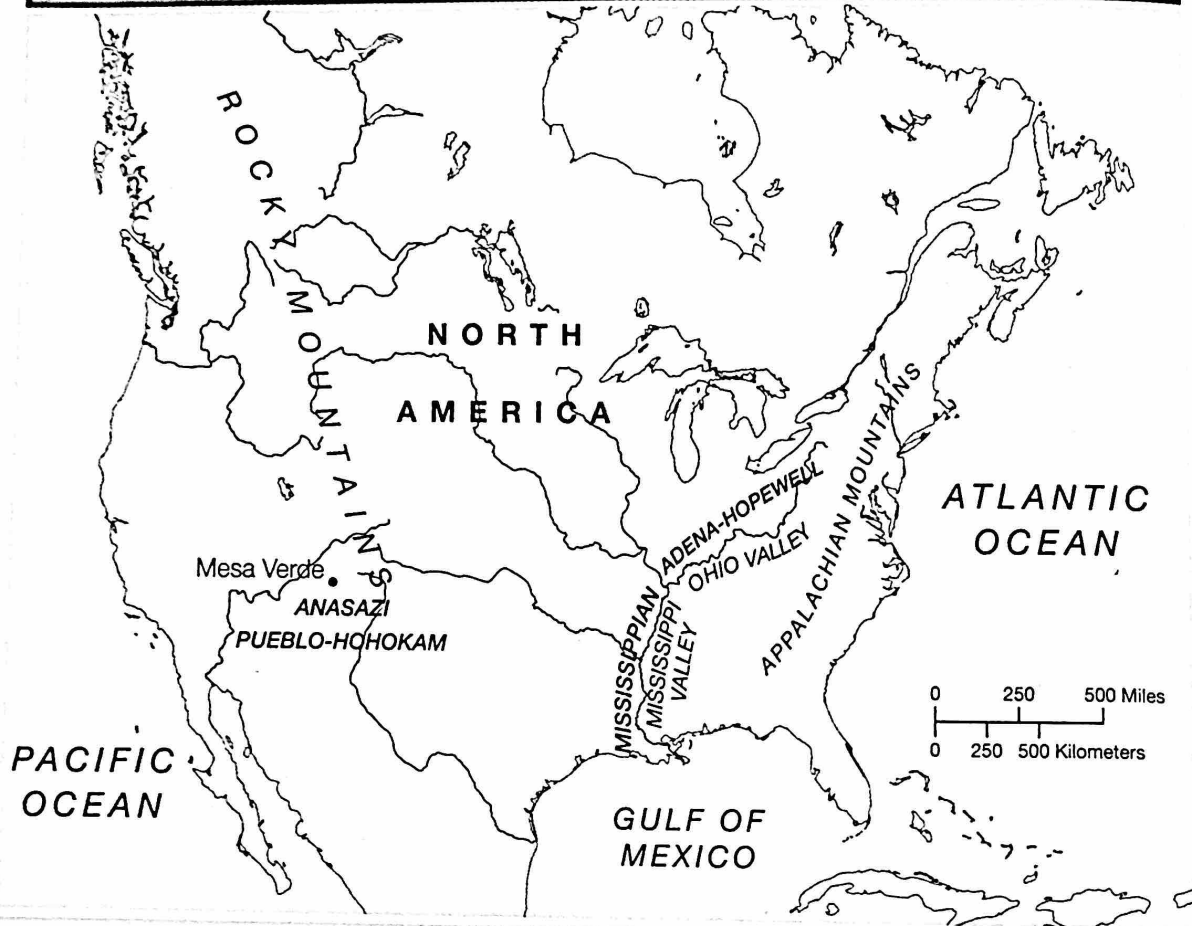 ROCKY MOUNTAINS
NORTH
AMERICA
ADENA-HOPEWELL
OHIO VALLEY
APPALACHIAN MOUNTAINS
ATLANTIC
OCEAN
Mesa Verde
ANASAZI
PUEBLO-HOHOKAM
MISSISSIPPIAN
MISSISSIPPI
VALLEY
0 250 500 Miles
0 250 500 Kilometers
PACIFIC
OCEAN
GULF OF
MEXICO